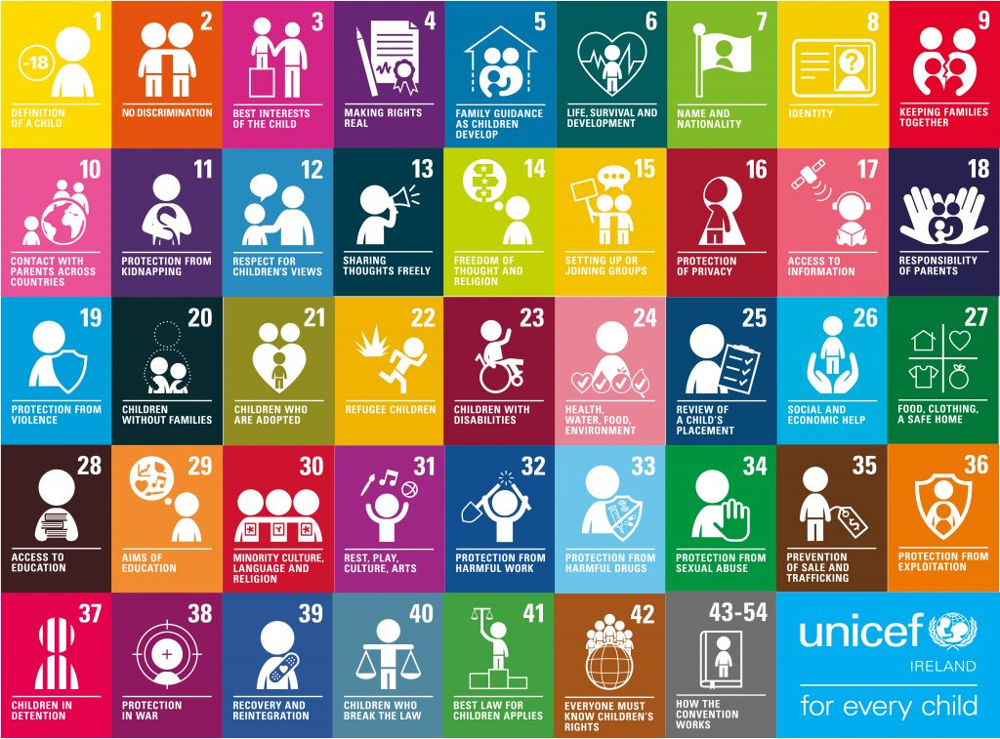 1
-18
DEFINITION
OF A CHILD
2
NO DISCRIMINATION
3
BEST INTERESTS
OF THE CHILD
4
MAKING RIGHTS
REAL
5
FAMILY GUIDANCE
AS CHILDREN
DEVELOP
6
LIFE, SURVIVAL AND
DEVELOPMENT
7
NAME AND
NATIONALITY
8
?
IDENTITY
9
KEEPING FAMILIES
TOGETHER
10
CONTACT WITH
PARENTS ACROSS
COUNTRIES
11
PROTECTION FROM
KIDNAPPING
12
RESPECT FOR
CHILDREN'S VIEWS
13
SHARING
THOUGHTS FREELY
14
FREEDOM OF
THOUGHT AND
RELIGION
15
SETTING UP OR
JOINING GROUPS
16
PROTECTION
OF PRIVACY
17
ACCESS TO
INFORMATION
18
RESPONSIBILITY
OF PARENTS
19
PROTECTION FROM
VIOLENCE
20
CHILDREN
WITHOUT FAMILIES
21
CHILDREN WHO
ARE ADOPTED
22
REFUGEE CHILDREN
23
CHILDREN WITH
DISABILITIES
24
HEALTH,
WATER, FOOD,
ENVIRONMENT
25
REVIEW OF
A CHILD'S
PLACEMENT
26
SOCIAL AND
ECONOMIC HELP
27
FOOD, CLOTHING,
A SAFE HOME
28
ACCESS TO
EDUCATION
29
AIMS OF
EDUCATION
30
MINORITY CULTURE,
LANGUAGE AND
RELIGION
31
REST, PLAY,
CULTURE, ARTS
32
PROTECTION FROM
HARMFUL WORK
33
PROTECTION FROM
HARMFUL DRUGS
34
PROTECTION FROM
SEXUAL ABUSE
35
$
PREVENTION
OF SALE AND
TRAFFICKING
36
PROTECTION FROM
EXPLOITATION
37
CHILDREN IN
DETENTION
38
PROTECTION
IN WAR
39
RECOVERY AND
REINTEGRATION
40
CHILDREN WHO
BREAK THE LAW
41
BEST LAW FOR
CHILDREN APPLIES
42
EVERYONE MUST
KNOW CHILDREN'S
RIGHTS
43-54
HOW THE
CONVENTION
WORKS
unicef
IRELAND
for every child